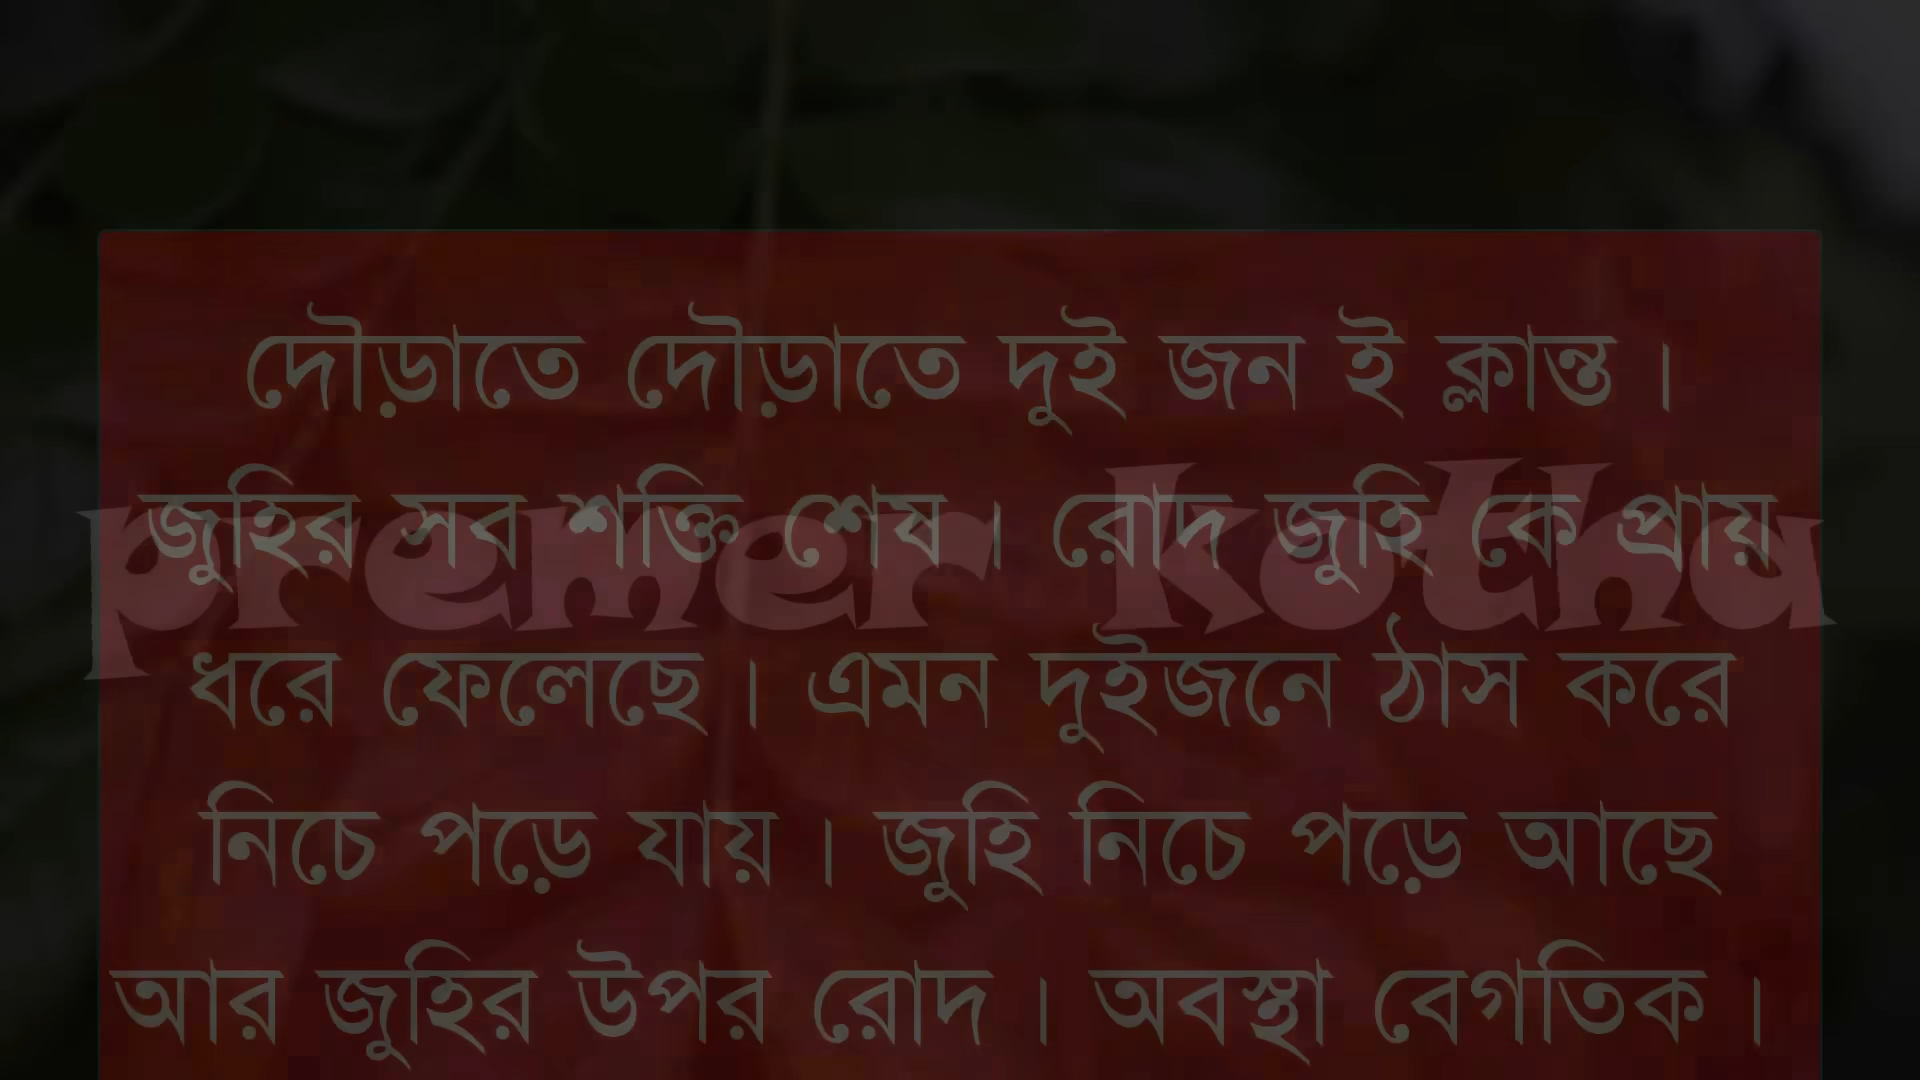 দৌড়াতে দৌড়াতে দুই জন ই ক্লান্ত ।
জুহির সব শক্তি শেষ । রোদ জুহি কে প্রায়
premer kotha
ধরে ফেলেছে । এমন দুইজনে ঠাস করে
নিচে পড়ে যায় । জুহি নিচে পড়ে আছে
আর জুহির উপর রোদ । অবস্থা বেগতিক ।